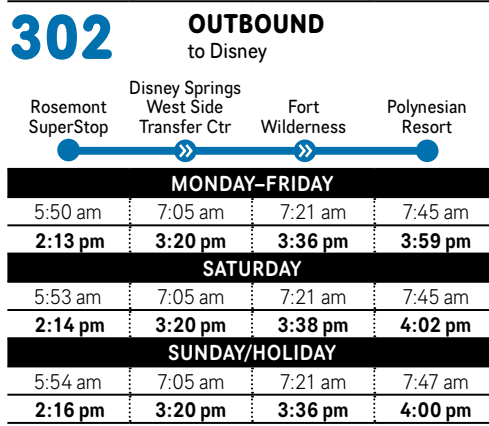 302 OUTBOUND
to Disney
Rosemont SuperStop
Disney Springs West Side Transfer Ctr
Fort Wilderness
Polynesian Resort
MONDAY–FRIDAY
5:50 am 7:05 am 7:21 am 7:45 am
2:13 pm 3:20 pm 3:36 pm 3:59 pm
SATURDAY
5:53 am 7:05 am 7:21 am 7:45 am
2:14 pm 3:20 pm 3:38 pm 4:02 pm
SUNDAY/HOLIDAY
5:54 am 7:05 am 7:21 am 7:47 am
2:16 pm 3:20 pm 3:36 pm 4:00 pm